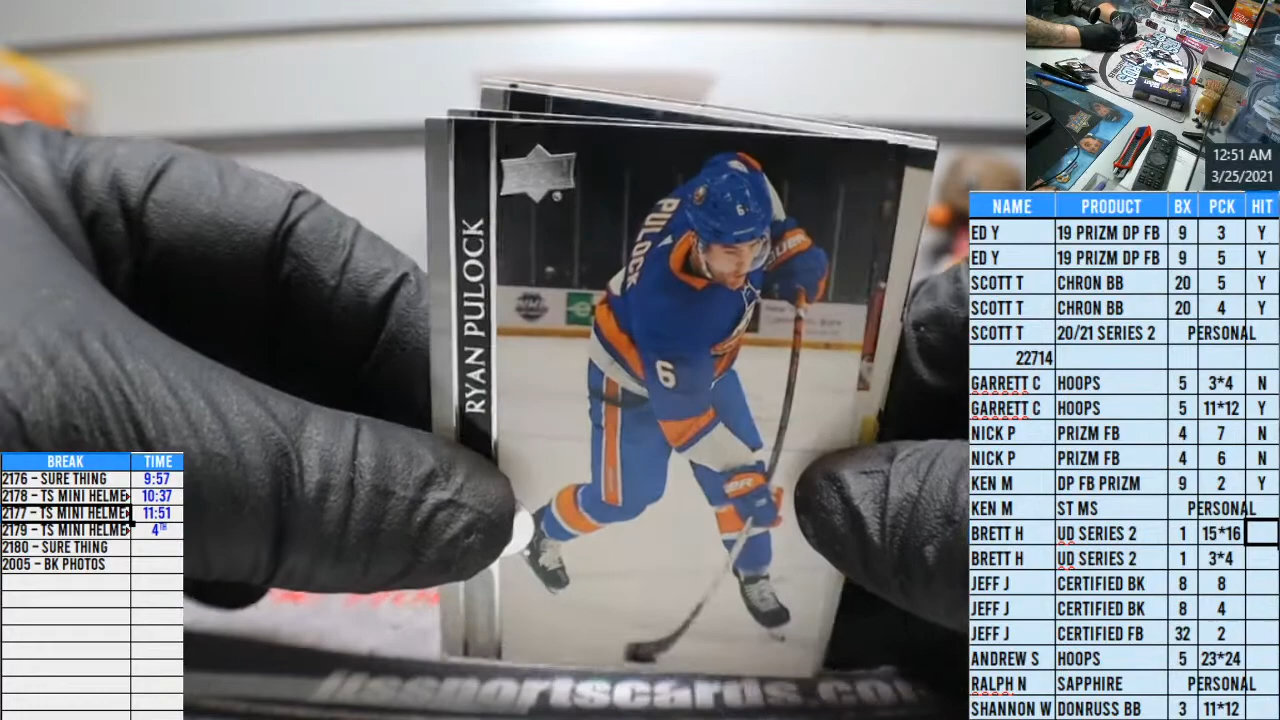 RYAN PULOCK
PULOCK
6
6
12:51 AM
3/25/2021
NAME PRODUCT BX PCK HIT
ED Y 19 PRIZM DP FB 9 3 Y
ED Y 19 PRIZM DP FB 9 5 Y
SCOTT T CHRON BB 20 5 Y
SCOTT T CHRON BB 20 4 Y
SCOTT T 20/21 SERIES 2 PERSONAL
22714
GARRETT C HOOPS 5 3*4 N
GARRETT C HOOPS 5 11*12 Y
NICK P PRIZM FB 4 7 N
NICK P PRIZM FB 4 6 N
KEN M DP FB PRIZM 9 2 Y
KEN M ST MS PERSONAL
BRETT H UD SERIES 2 1 15*16
BRETT H UD SERIES 2 1 3*4
JEFF J CERTIFIED BK 8 8
JEFF J CERTIFIED BK 8 4
JEFF J CERTIFIED FB 32 2
ANDREW S HOOPS 5 23*24
RALPH N SAPPHIRE PERSONAL
SHANNON W DONRUSS BB 3 11*12
BREAK TIME
2176 – SURE THING 9:57
2178 – TS MINI HELME 10:37
2177 – TS MINI HELME 11:51
2179 – TS MINI HELME 4TH
2180 – SURE THING
2005 – BK PHOTOS